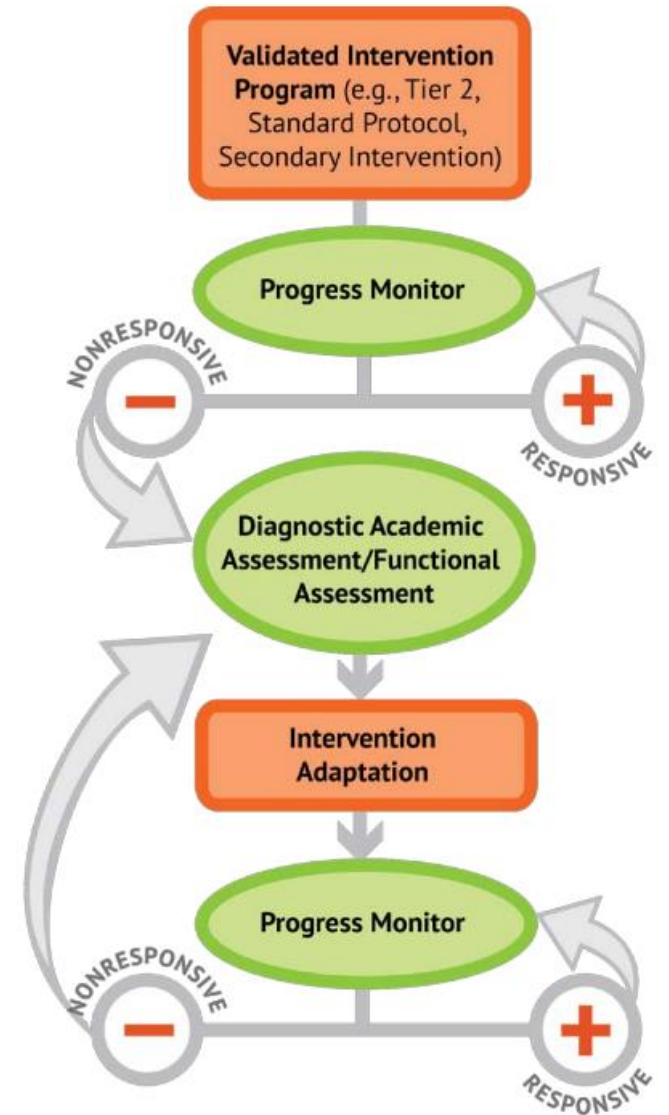 Validated Intervention
Program (e.g., Tier 2,
Standard Protocol,
Secondary Intervention)
Progress Monitor
NONRESPONSIVE
RESPONSIVE
Diagnostic Academic
Assessment/Functional
Assessment
Intervention
Adaptation
Progress Monitor
NONRESPONSIVE
RESPONSIVE